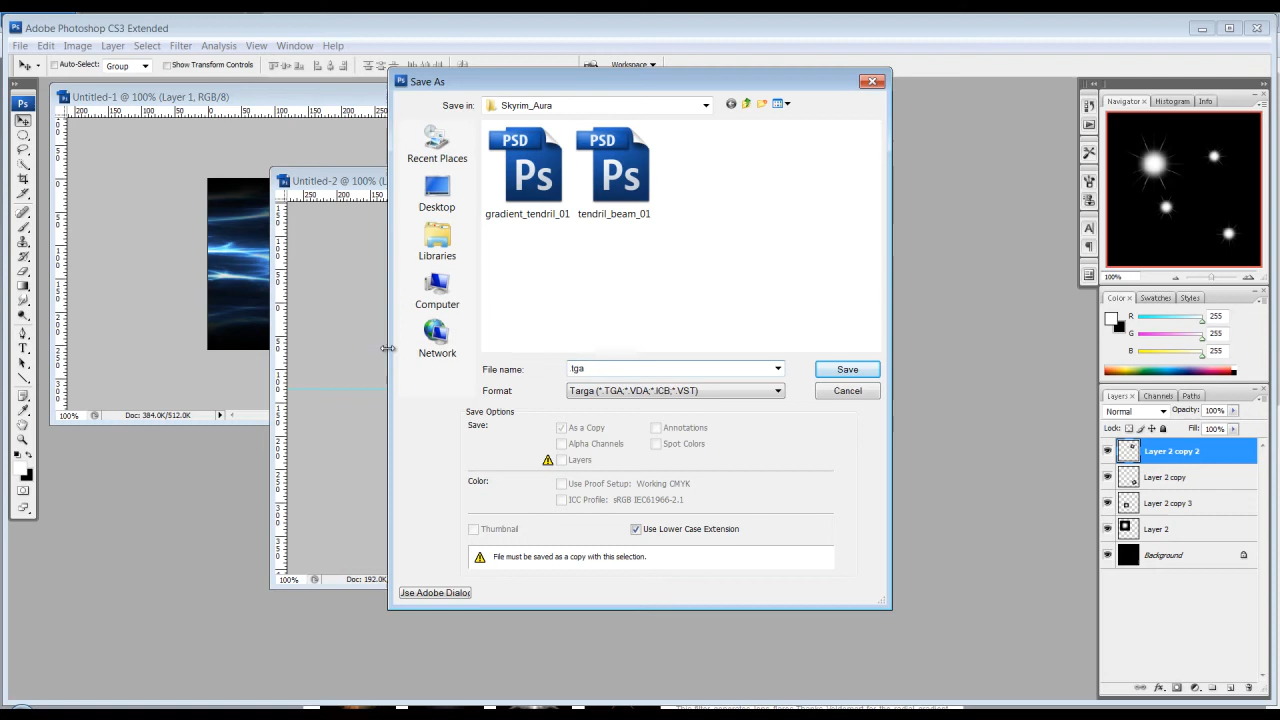 Adobe Photoshop CS3 Extended
File Edit Image Layer Select Filter Analysis View Window Help
Auto-Select: Group Show Transform Controls Workspace
Untitled-1 @ 100% (Layer 1, RGB/8)
Untitled-2 @ 100% (L
100% Doc: 384.0K/512.0K
100% Doc: 192.0K
Save As
Save in: Skyrim_Aura
Recent Places
Desktop
Libraries
Computer
Network
PSD Ps PSD Ps
gradient_tendril_01 tendril_beam_01
File name: .tga Save
Format Targa (*.TGA;*.VDA;*.ICB;*.VST) Cancel
Save Options
Save: As a Copy Annotations
Alpha Channels Spot Colors
Layers
Color: Use Proof Setup: Working CMYK
ICC Profile: sRGB IEC61966-2.1
Thumbnail Use Lower Case Extension
File must be saved as a copy with this selection.
Use Adobe Dialog
Navigator Histogram Info
100%
Color Swatches Styles
R 255
G 255
B 255
Layers Channels Paths
Normal Opacity: 100%
Lock: Fill: 100%
Layer 2 copy 2
Layer 2 copy
Layer 2 copy 3
Layer 2
Background